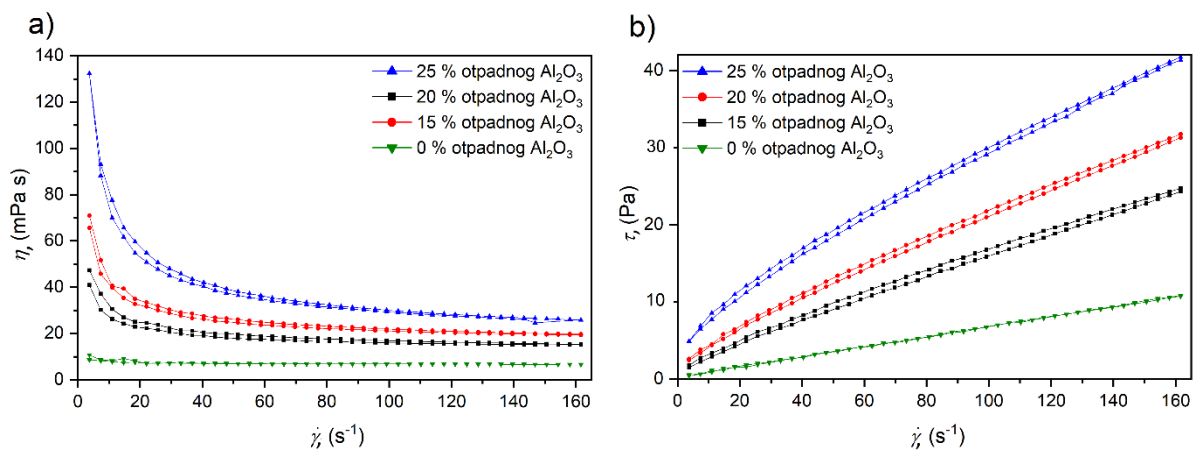 a)
140
120
100
80
60
40
20
0
η, (mPa s)
25 % otpadnog Al₂O₃
20 % otpadnog Al₂O₃
15 % otpadnog Al₂O₃
0 % otpadnog Al₂O₃
0 20 40 60 80 100 120 140 160
γ̇, (s⁻¹)
b)
40
30
20
10
0
τ, (Pa)
25 % otpadnog Al₂O₃
20 % otpadnog Al₂O₃
15 % otpadnog Al₂O₃
0 % otpadnog Al₂O₃
0 20 40 60 80 100 120 140 160
γ̇, (s⁻¹)